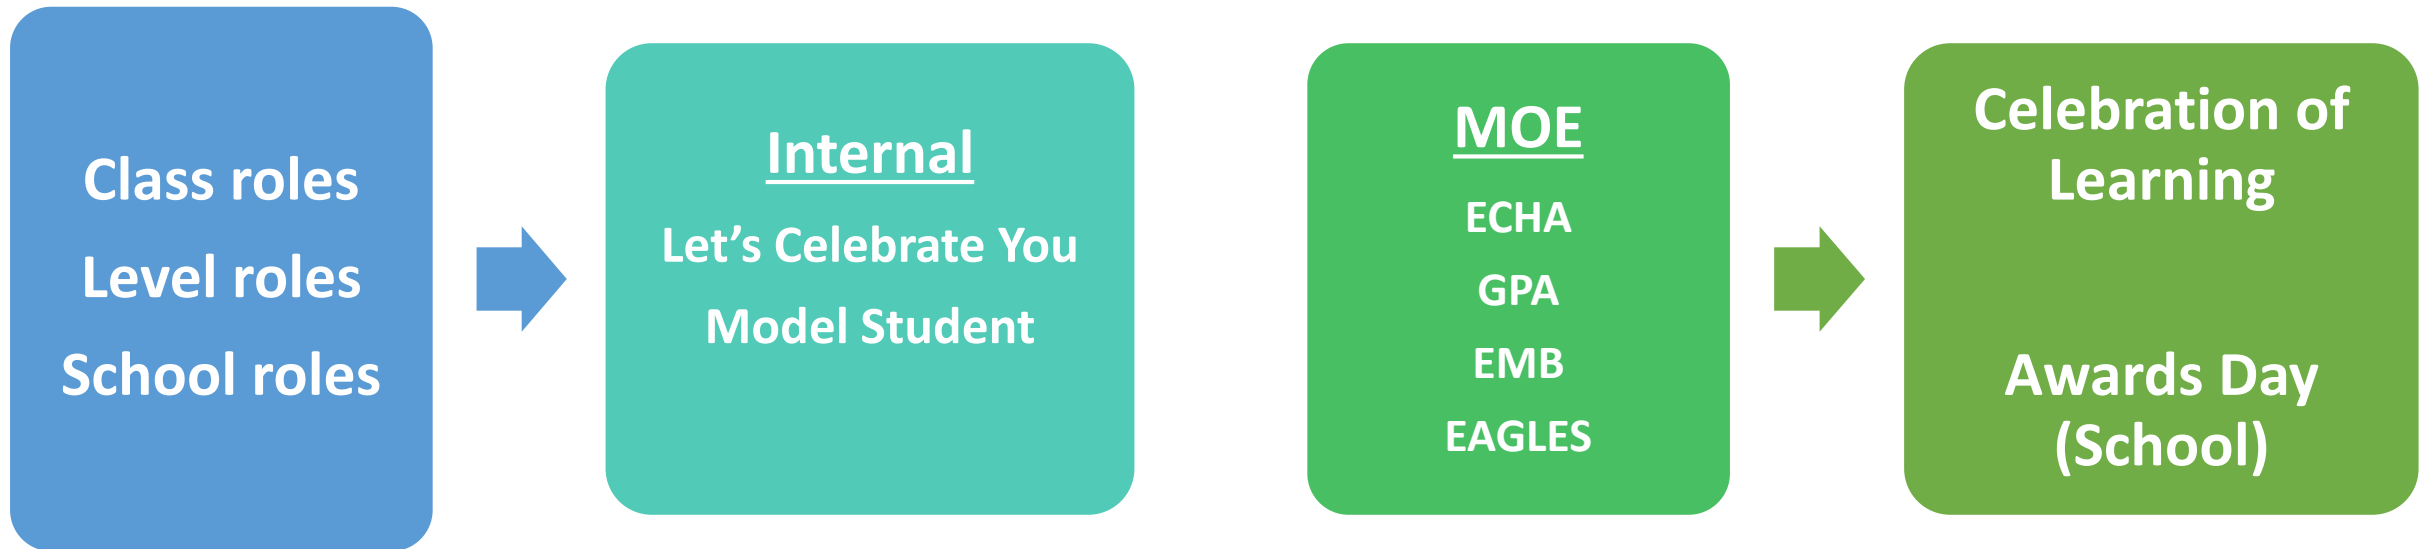 Class roles
Level roles
School roles
Internal
Let’s Celebrate You
Model Student
MOE
ECHA
GPA
EMB
EAGLES
Celebration of
Learning
Awards Day
(School)